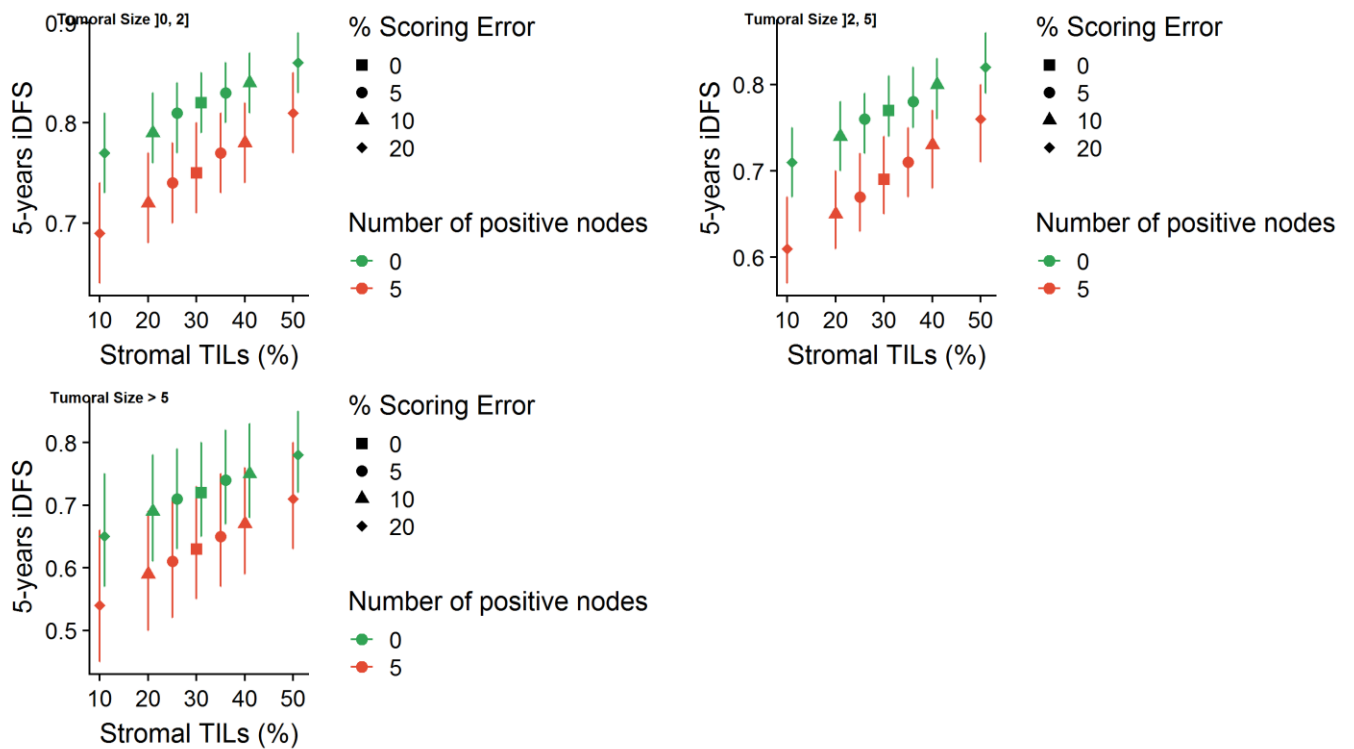 Tumoral Size ]0, 2]
0.9
0.8
0.7
5-years iDFS
10 20 30 40 50
Stromal TILs (%)
% Scoring Error
0
5
10
20
Number of positive nodes
0
5
Tumoral Size ]2, 5]
0.8
0.7
0.6
5-years iDFS
10 20 30 40 50
Stromal TILs (%)
% Scoring Error
0
5
10
20
Number of positive nodes
0
5
Tumoral Size > 5
0.8
0.7
0.6
0.5
5-years iDFS
10 20 30 40 50
Stromal TILs (%)
% Scoring Error
0
5
10
20
Number of positive nodes
0
5